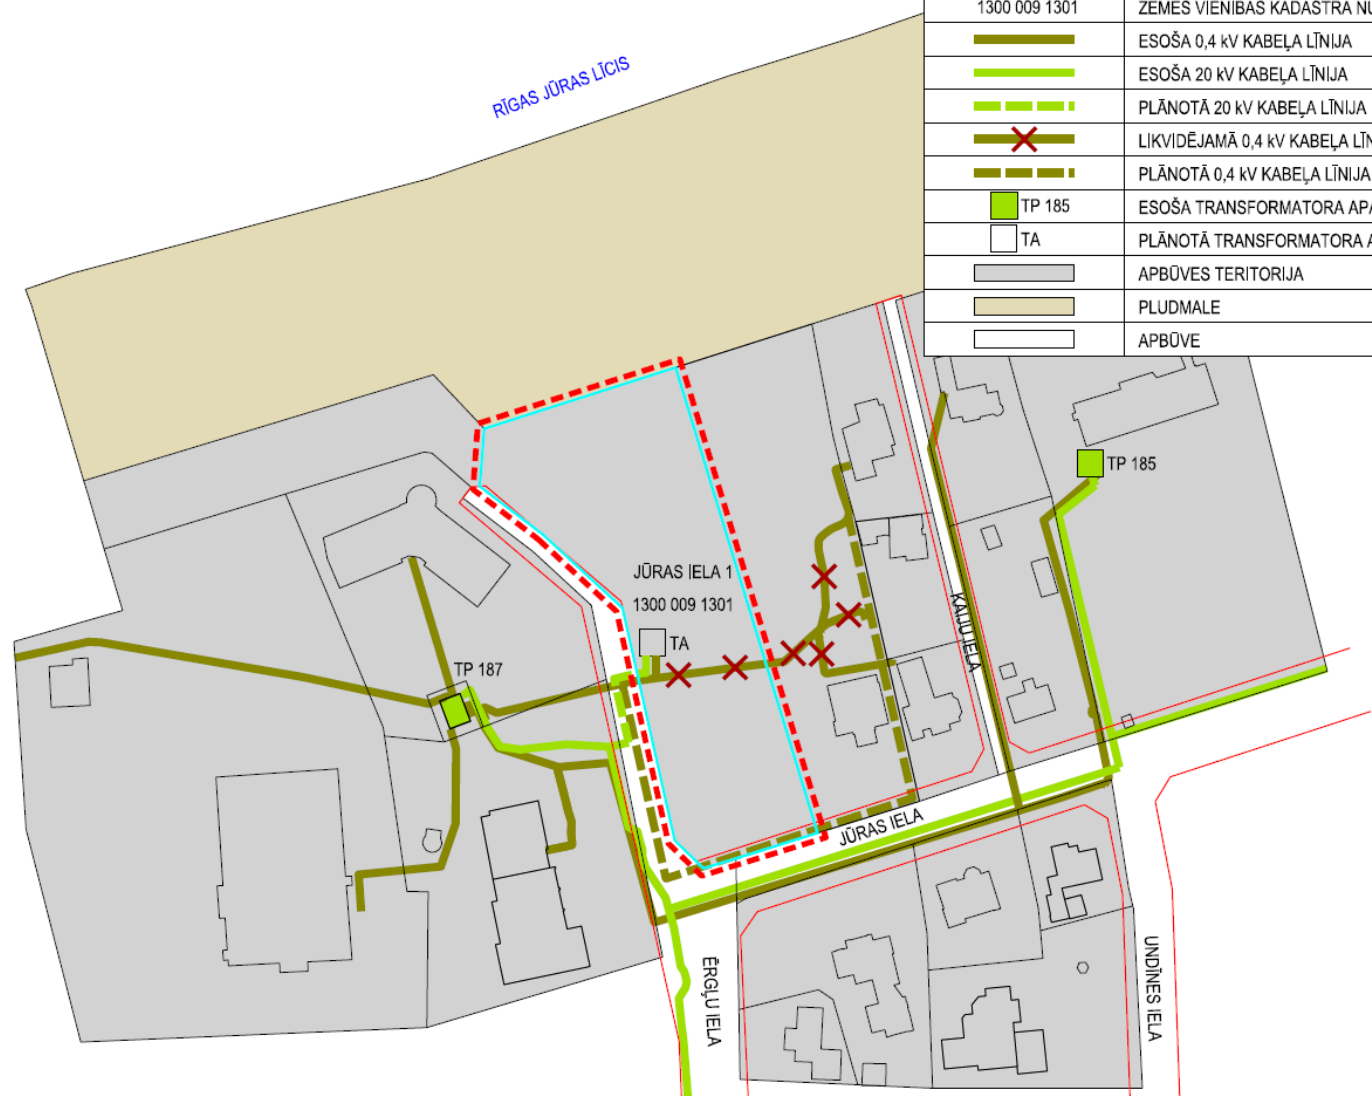 1300 009 1301 ZEMES VIENĪBAS KADASTRA
ESOŠA 0,4 kV KABEĻA LĪNIJA
ESOŠA 20 kV KABEĻA LĪNIJA
PLĀNOTĀ 20 kV KABEĻA LĪNIJA
LIKVIDĒJAMĀ 0,4 kV KABEĻA
PLĀNOTĀ 0,4 kV KABEĻA LĪNIJA
TP 185 ESOŠA TRANSFORMATORA
TA PLĀNOTĀ TRANSFORMATORA
APBŪVES TERITORIJA
PLUDMALE
APBŪVE
RĪGAS JŪRAS LĪCIS
TP 185
JŪRAS IELA 1
1300 009 1301
TA
KAIJU IELA
TP 187
JŪRAS IELA
ĒRGĻU IELA
UNDĪNES IELA